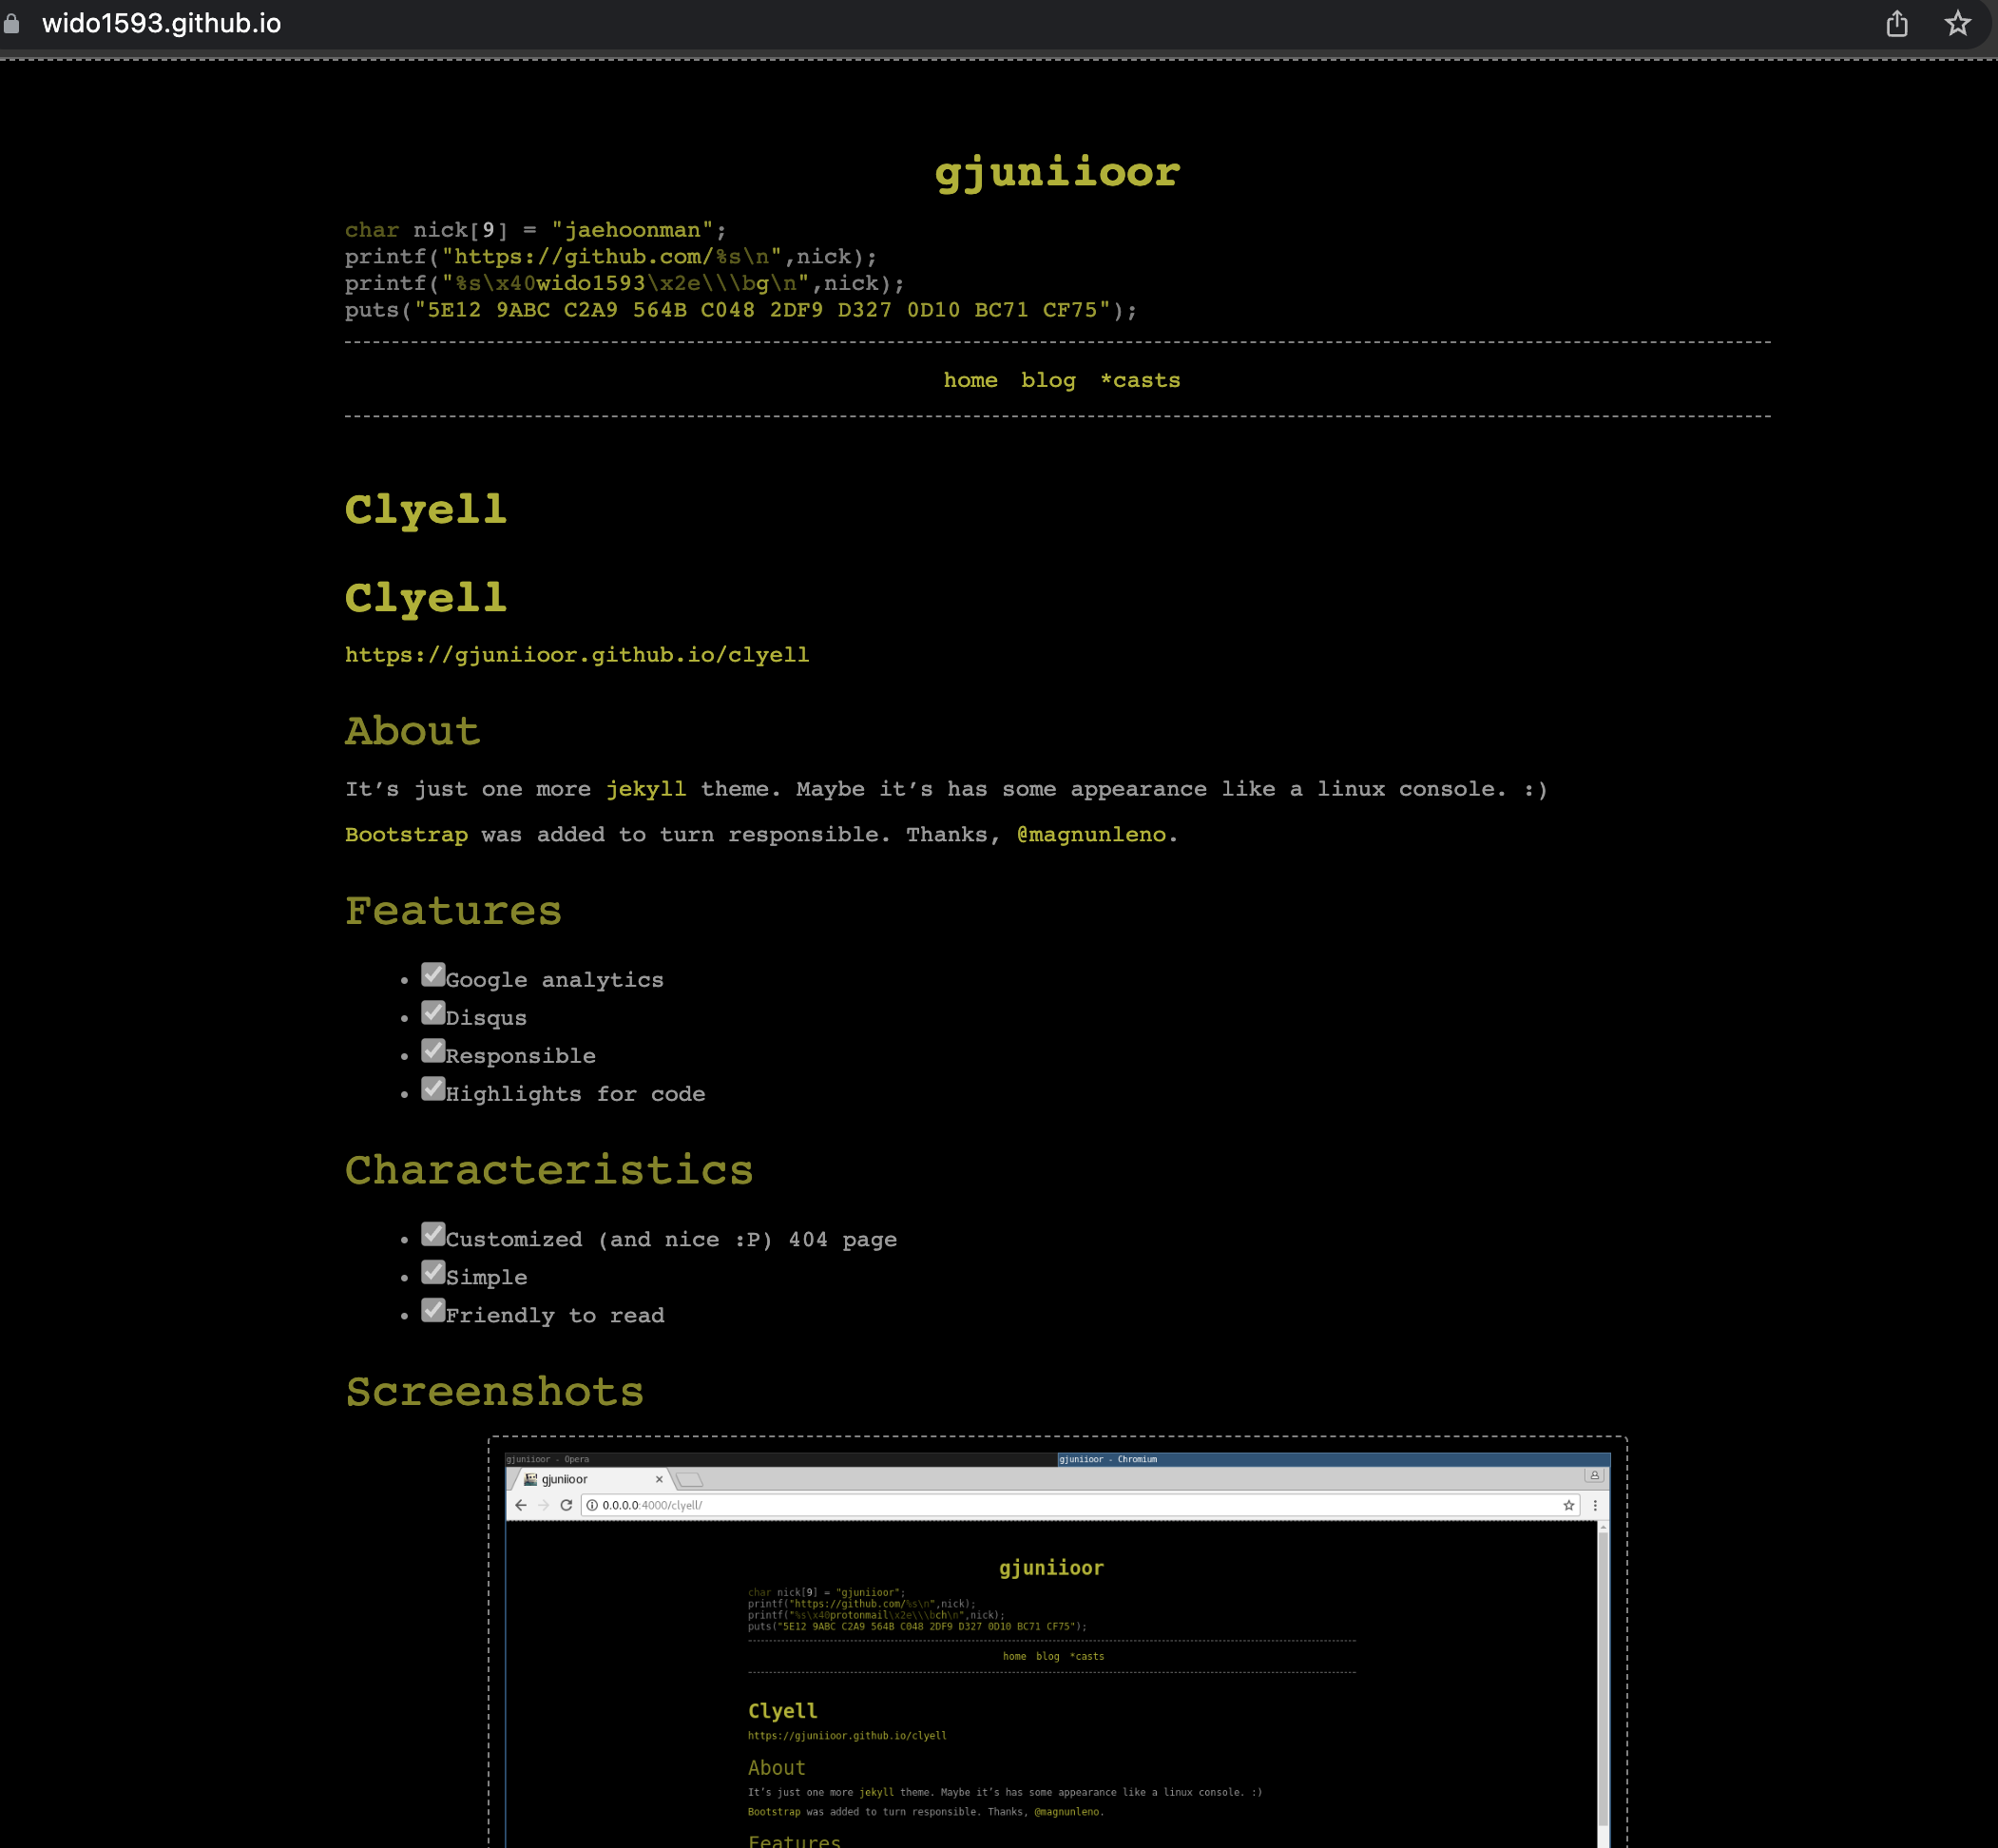 wido1593.github.io
gjuniioor
char nick[9] = "jaehoonman";
printf("https://github.com/%s\n",nick);
printf("%s\x40wido1593\x2e\\\bg\n",nick);
puts("5E12 9ABC C2A9 564B C048 2DF9 D327 0D10 BC71 CF75");
home blog *casts
Clyell
Clyell
https://gjuniioor.github.io/clyell
About
It’s just one more jekyll theme. Maybe it’s has some appearance like a linux console. :)
Bootstrap was added to turn responsible. Thanks, @magnunleno.
Features
Google analytics
Disqus
Responsible
Highlights for code
Characteristics
Customized (and nice :P) 404 page
Simple
Friendly to read
Screenshots
gjuniioor - Opera
gjuniioor - Chromium
gjuniioor
0.0.0.0:4000/clyell/
gjuniioor
char nick[9] = "gjuniioor";
printf("https://github.com/%s\n",nick);
printf("%s\x40protonmail\x2e\\\bch\n",nick);
puts("5E12 9ABC C2A9 564B C048 2DF9 D327 0D10 BC71 CF75");
home blog *casts
Clyell
https://gjuniioor.github.io/clyell
About
It’s just one more jekyll theme. Maybe it’s has some appearance like a linux console. :)
Bootstrap was added to turn responsible. Thanks, @magnunleno.
Features